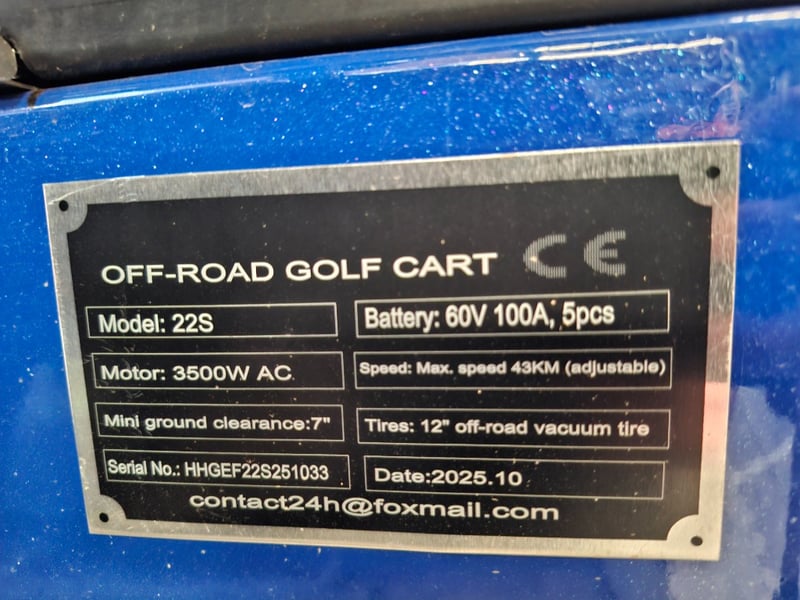 OFF-ROAD GOLF CART CE
Model: 22S
Battery: 60V 100A, 5pcs
Motor: 3500W AC
Speed: Max. speed 43KM (adjustable)
Mini ground clearance:7"
Tires: 12" off-road vacuum tire
Serial No.: HHGEF22S251033
Date:2025.10
contact24h@foxmail.com